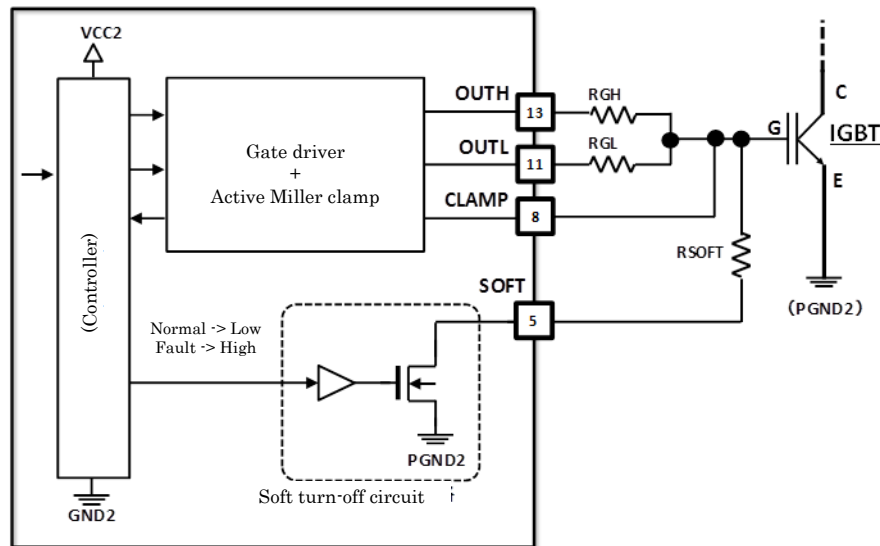 VCC2
(Controller)
GND2
Gate driver
+
Active Miller clamp
OUTH
13
RGH
OUTL
11
RGL
CLAMP
8
G
C
IGBT
E
(PGND2)
RSOFT
SOFT
5
Normal -> Low
Fault -> High
PGND2
Soft turn-off circuit